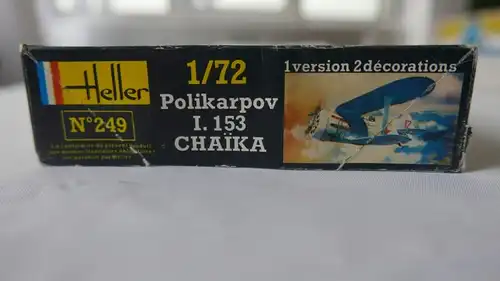 Heller
N°249
1/72
Polikarpov
I. 153
CHAÏKA
1version 2décorations